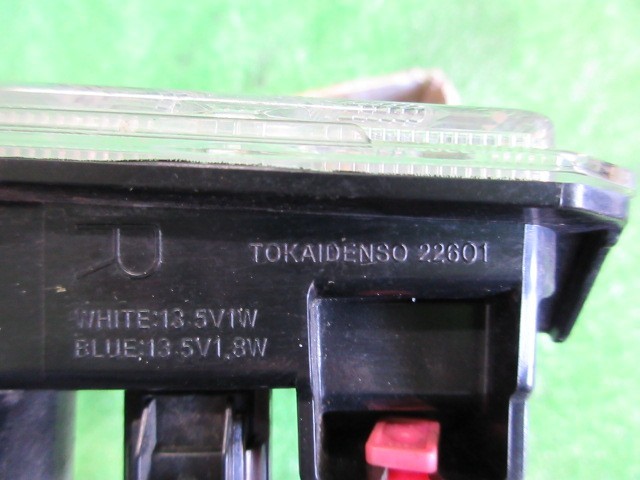 R
TOKAIDENSO 22601
WHITE:13.5V1W
BLUE:13.5V1.8W